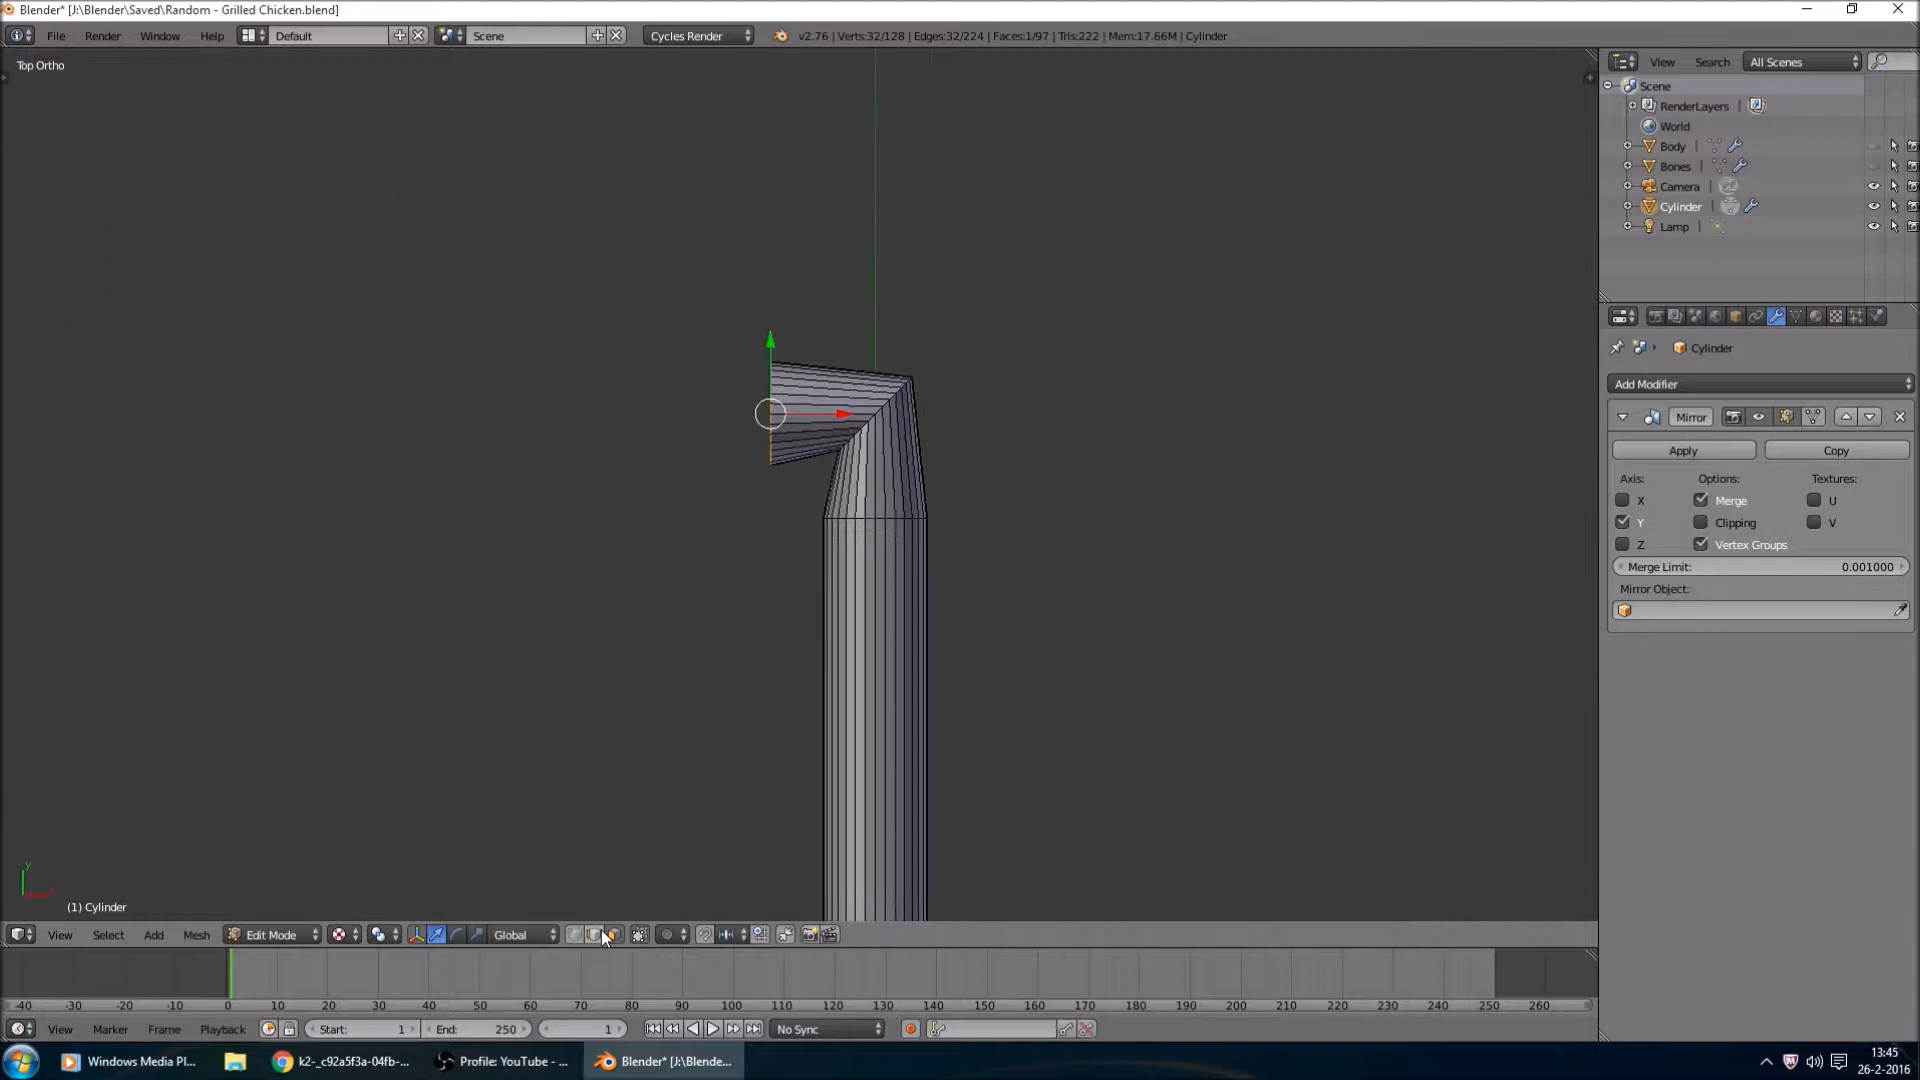 Blender* [J:\Blender\Saved\Random - Grilled Chicken.blend]
File Render Window Help Default Scene Cycles Render v2.76 | Verts:32/128 | Edges:32/224 | Faces:1/97 | Tris:222 | Mem:17.66M | Cylinder
Top Ortho
View Search All Scenes
Scene
RenderLayers |
World
Body |
Bones |
Camera |
Cylinder |
Lamp |
Cylinder
Add Modifier
Mirror
Apply Copy
Axis: Options: Textures:
X Merge U
Y Clipping V
Z Vertex Groups
Merge Limit: 0.001000
Mirror Object:
y
(1) Cylinder
View Select Add Mesh Edit Mode Global
-40 -30 -20 -10 0 10 20 30 40 50 60 70 80 90 100 110 120 130 140 150 160 170 180 190 200 210 220 230 240 250 260
View Marker Frame Playback Start: 1 End: 250 1 No Sync
Windows Media Pl... k2-_c92a5f3a-04fb-... Profile: YouTube - ... Blender* [J:\Blende...
13:45
26-2-2016